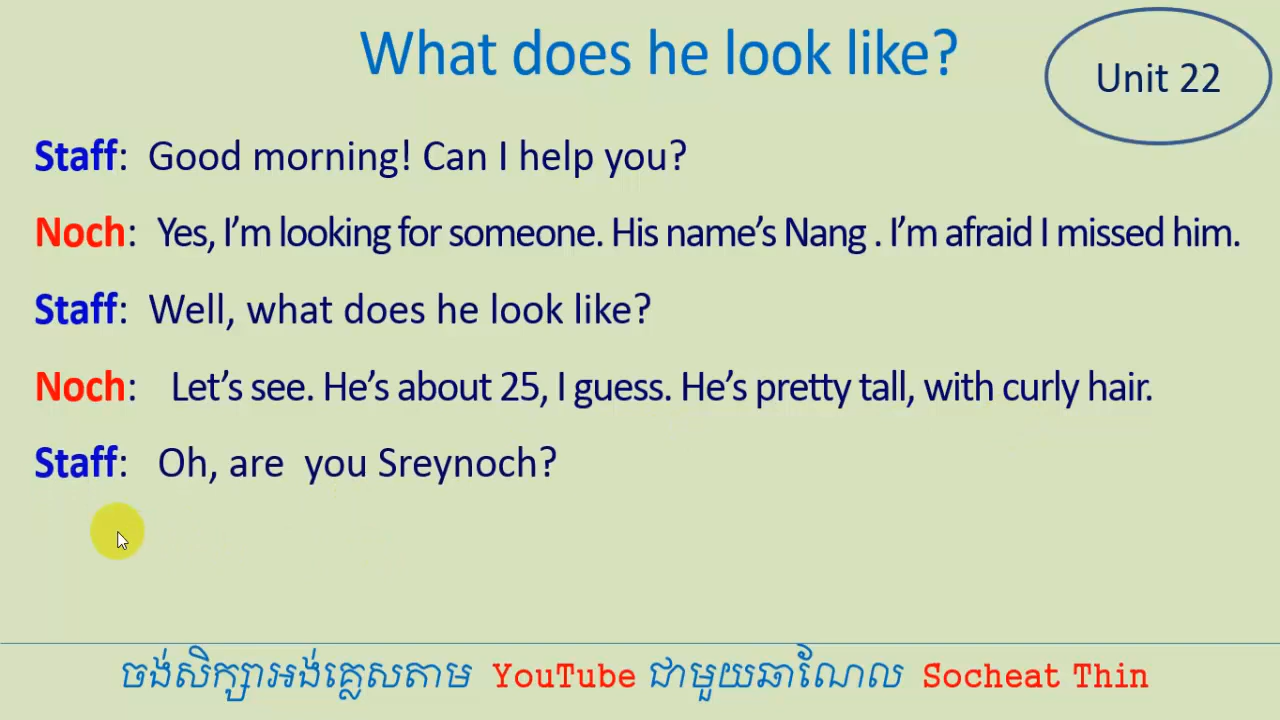 What does he look like?
Unit 22
Staff: Good morning! Can I help you?
Noch: Yes, I’m looking for someone. His name’s Nang . I’m afraid I missed him.
Staff: Well, what does he look like?
Noch: Let’s see. He’s about 25, I guess. He’s pretty tall, with curly hair.
Staff: Oh, are you Sreynoch?
ចង់សិក្សាអង់គ្លេសតាម YouTube ជាមួយឆាណែល Socheat Thin